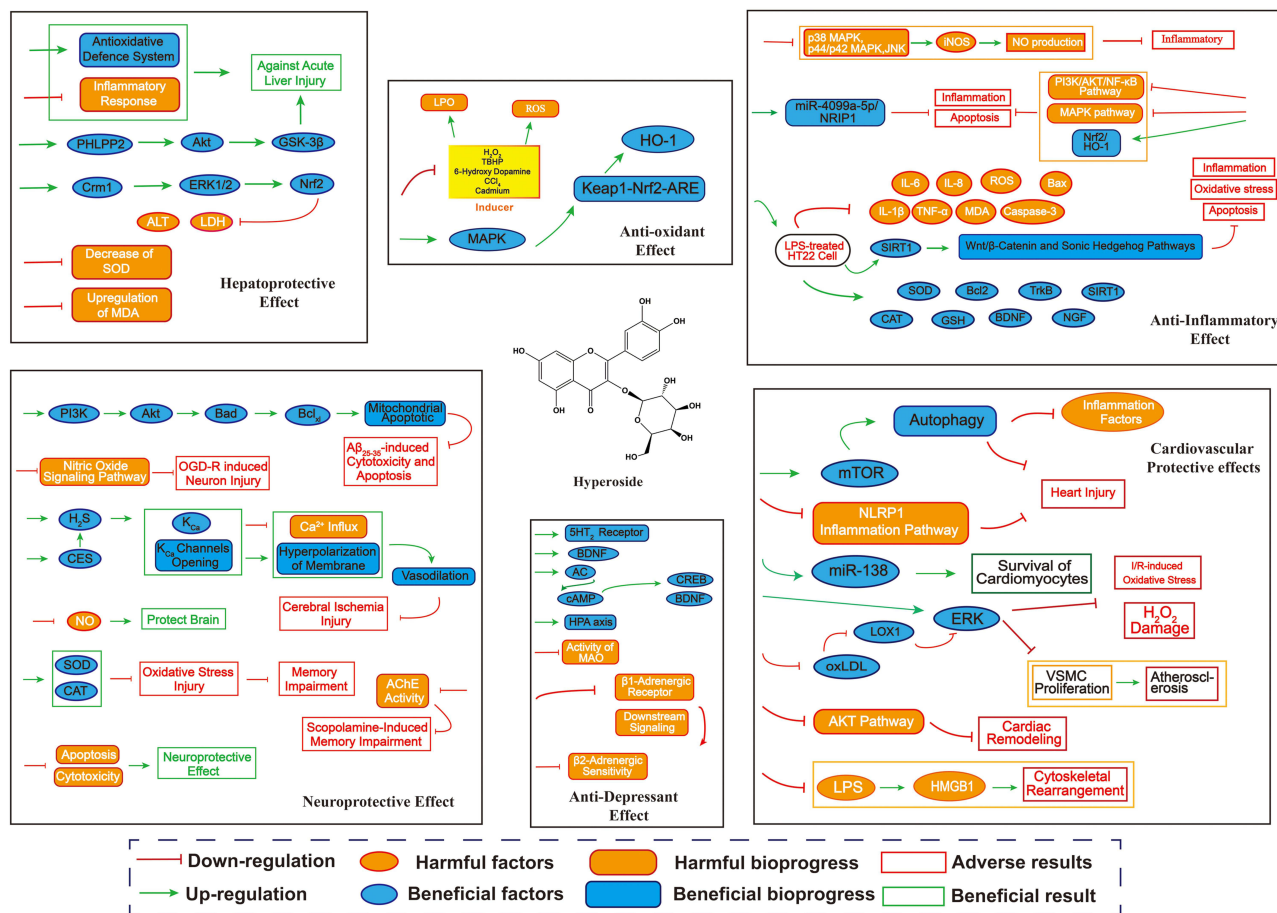 Antioxidative
Defence System
Inflammatory
Response
Against Acute
Liver Injury
PHLPP2
Akt
GSK-3β
Crm1
ERK1/2
Nrf2
ALT
LDH
Decrease of
SOD
Upregulation
of MDA
Hepatoprotective
Effect
LPO
ROS
H₂O₂
TBHP
6-Hydroxy Dopamine
CCl₄
Cadmium
Inducer
HO-1
Keap1-Nrf2-ARE
MAPK
Anti-oxidant
Effect
p38 MAPK,
p44/p42 MAPK,JNK
iNOS
NO production
Inflammatory
miR-4099a-5p/
NRIP1
Inflammation
Apoptosis
PI3K/AKT/NF-κB
Pathway
MAPK pathway
Nrf2/
HO-1
IL-6
IL-8
ROS
Bax
IL-1β
TNF-α
MDA
Caspase-3
Inflammation
Oxidative stress
Apoptosis
LPS-treated
HT22 Cell
SIRT1
Wnt/β-Catenin and Sonic Hedgehog Pathways
SOD
Bcl2
TrkB
SIRT1
CAT
GSH
BDNF
NGF
Anti-Inflammatory
Effect
OH
OH
HO
O
OH
O
O
O
OH
OH
OH
HO
Hyperoside
PI3K
Akt
Bad
Bclxl
Mitochondrial
Apoptotic
Aβ₂₅₋₃₅-induced
Cytotoxicity and
Apoptosis
Nitric Oxide
Signaling Pathway
OGD-R induced
Neuron Injury
H₂S
CES
KCa
KCa Channels
Opening
Ca²⁺ Influx
Hyperpolarization
of Membrane
Vasodilation
Cerebral Ischemia
Injury
NO
Protect Brain
SOD
CAT
Oxidative Stress
Injury
Memory
Impairment
AChE
Activity
Scopolamine-Induced
Memory Impairment
Apoptosis
Cytotoxicity
Neuroprotective
Effect
Neuroprotective Effect
5HT₂ Receptor
BDNF
AC
cAMP
CREB
BDNF
HPA axis
Activity of
MAO
β1-Adrenergic
Receptor
Downstream
Signaling
β2-Adrenergic
Sensitivity
Anti-Depressant
Effect
Autophagy
Inflammation
Factors
mTOR
Cardiovascular
Protective effects
Heart Injury
NLRP1
Inflammation Pathway
miR-138
Survival of
Cardiomyocytes
I/R-induced
Oxidative Stress
ERK
LOX1
oxLDL
H₂O₂
Damage
VSMC
Proliferation
Atheroscl-
erosis
AKT Pathway
Cardiac
Remodeling
LPS
HMGB1
Cytoskeletal
Rearrangement
Down-regulation
Harmful factors
Harmful bioprogress
Adverse results
Up-regulation
Beneficial factors
Beneficial bioprogress
Beneficial result